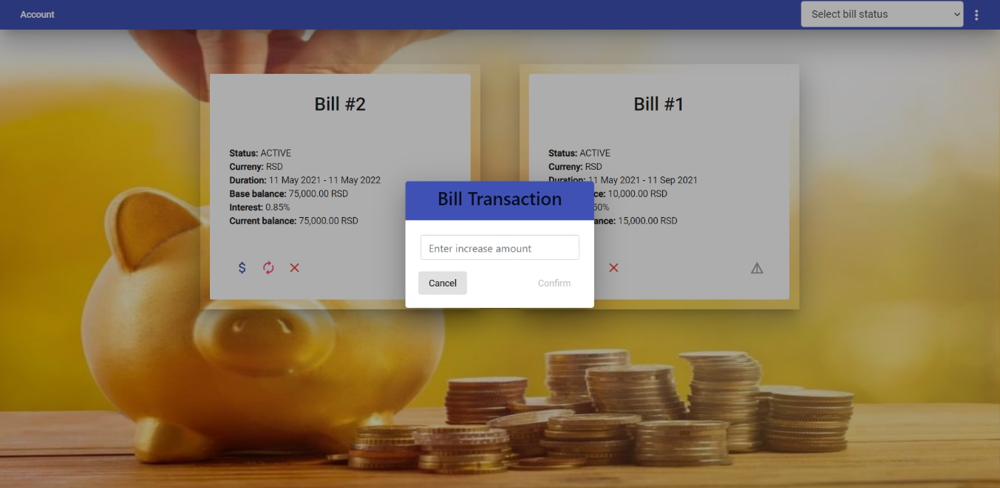 Account
Select bill status
Bill #2
Status: ACTIVE
Curreny: RSD
Duration: 11 May 2021 - 11 May 2022
Base balance: 75,000.00 RSD
Interest: 0.85%
Current balance: 75,000.00 RSD
$
Bill #1
Status: ACTIVE
Curreny: RSD
Duration: 11 May 2021 - 11 Sep 2021
ce: 10,000.00 RSD
50%
ance: 15,000.00 RSD
Bill Transaction
Enter increase amount
Cancel
Confirm